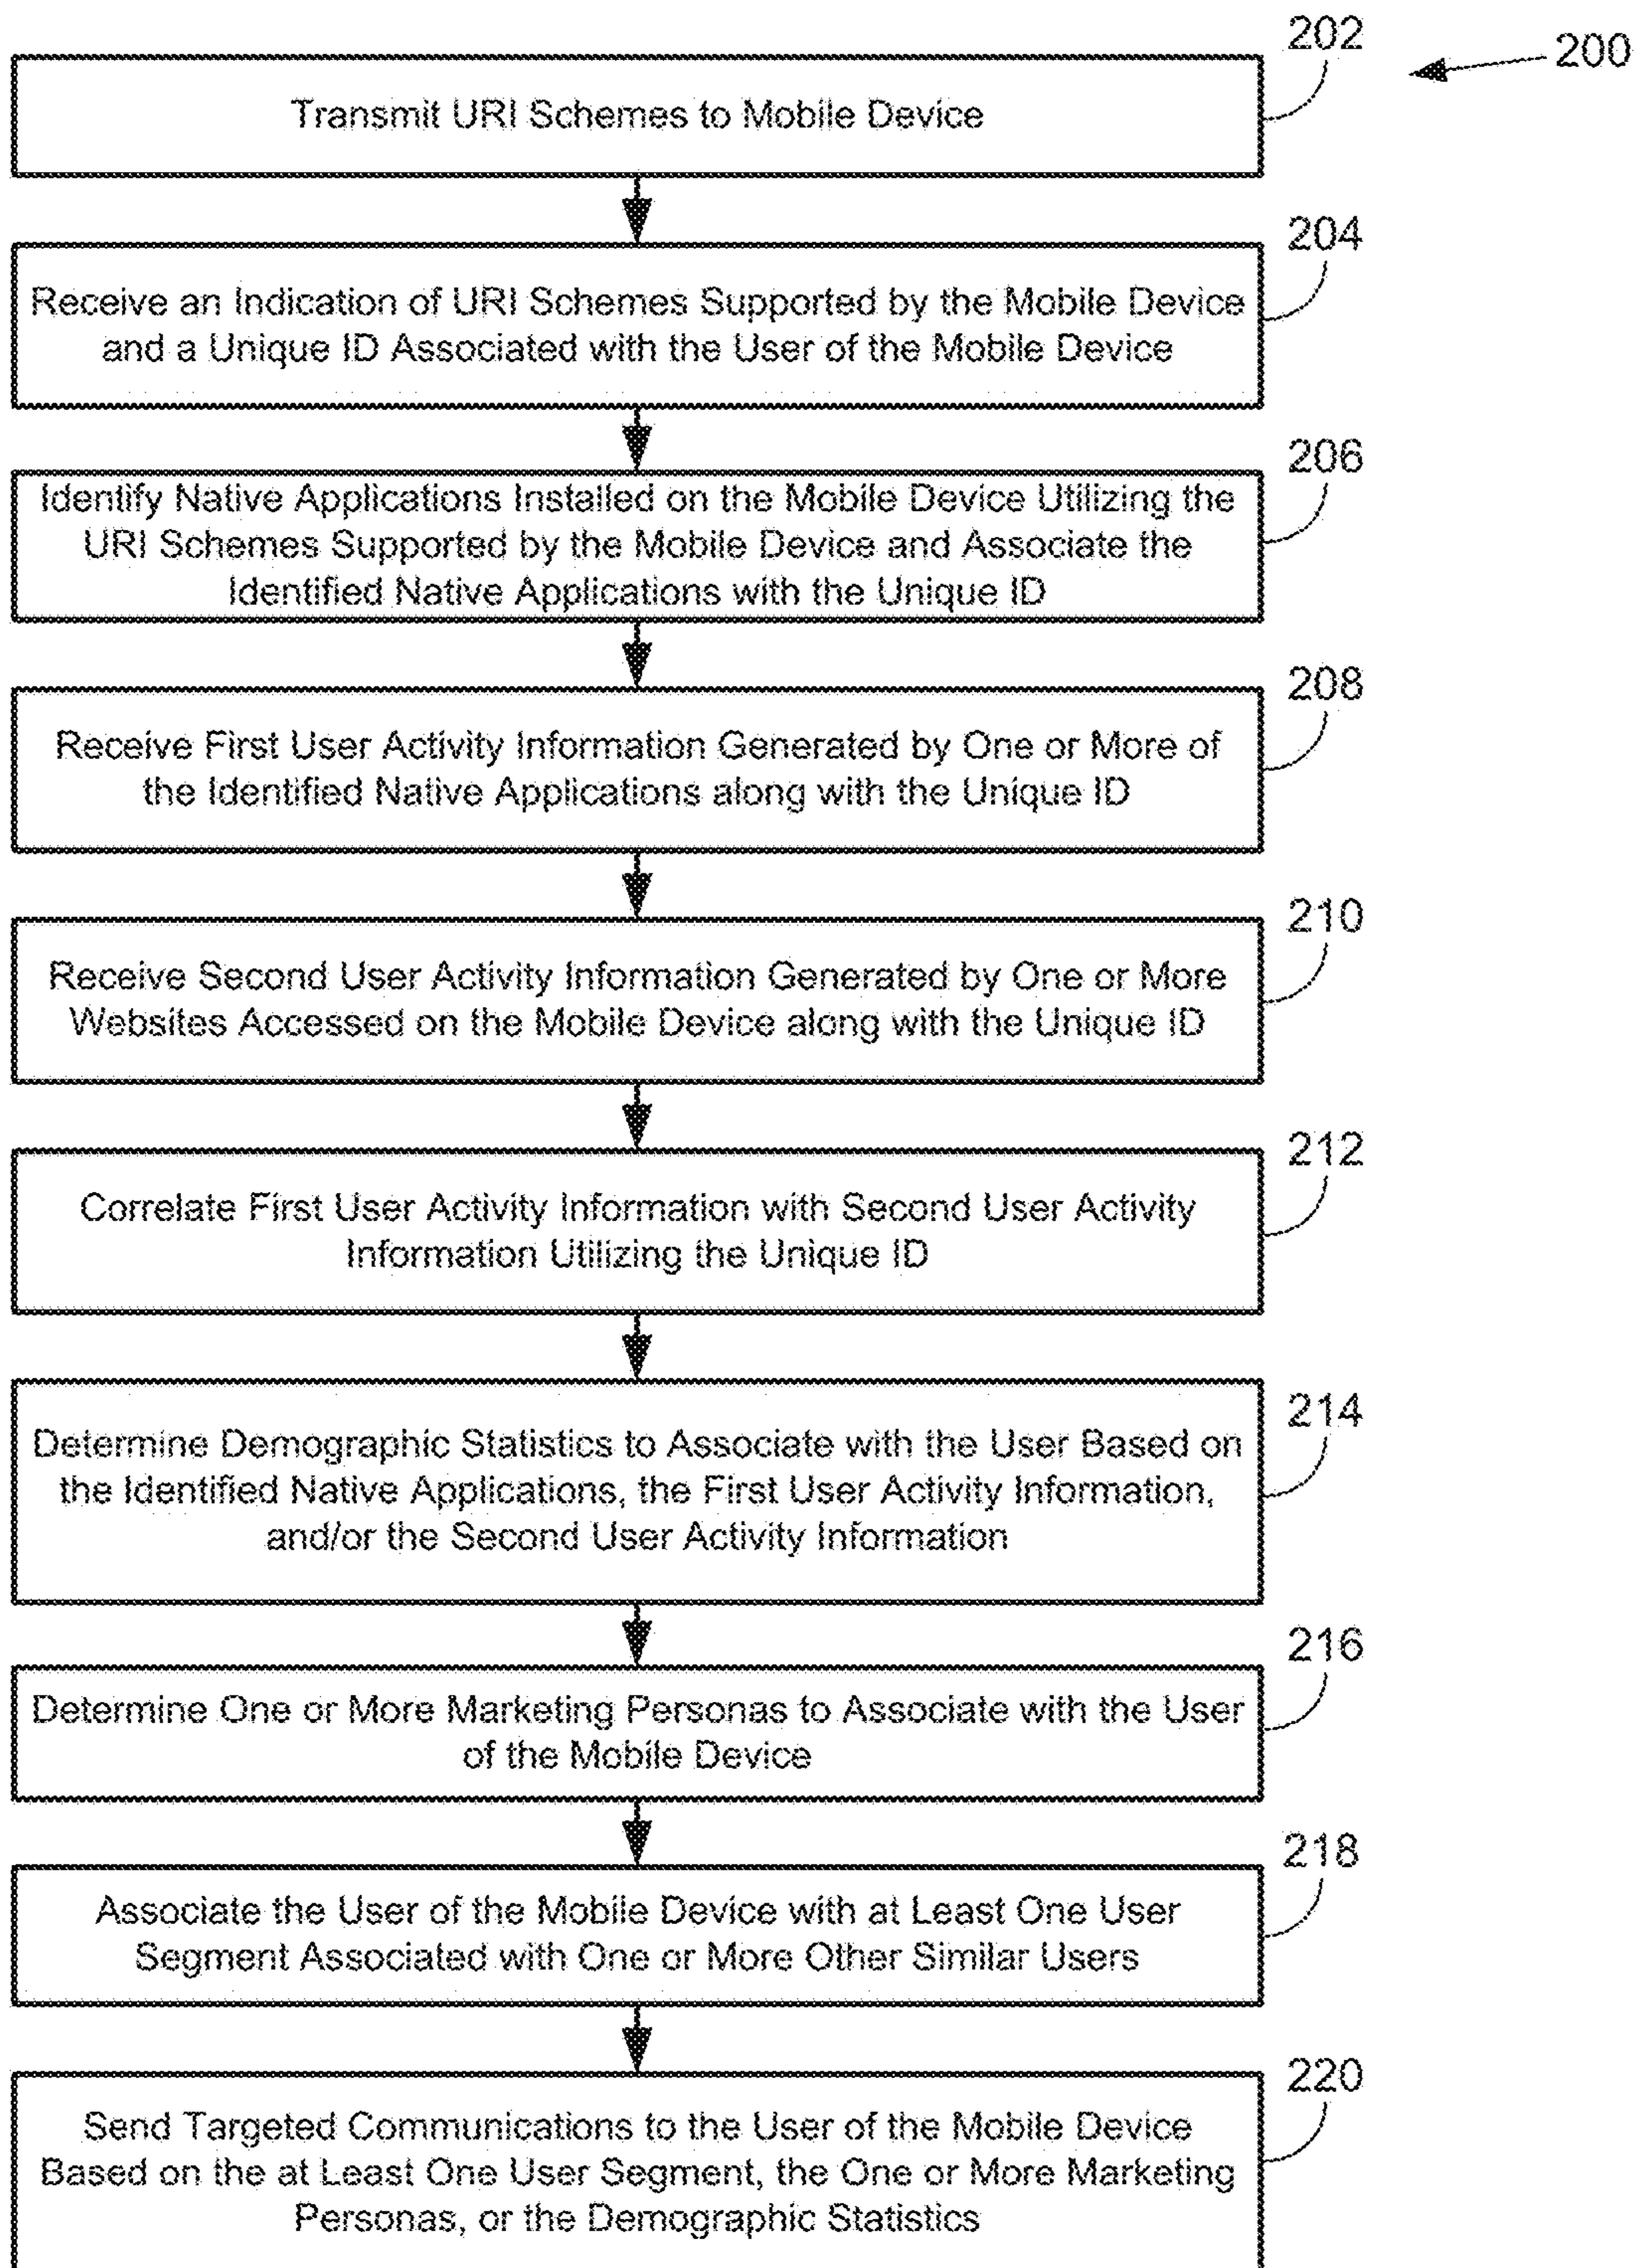 202
200
Transmit URI Schemes to Mobile Device
204
Receive an Indication of URI Schemes Supported by the Mobile Device
and a Unique ID Associated with the User of the Mobile Device
206
Identify Native Applications Installed on the Mobile Device Utilizing the
URI Schemes Supported by the Mobile Device and Associate the
Identified Native Applications with the Unique ID
208
Receive First User Activity Information Generated by One or More of
the Identified Native Applications along with the Unique ID
210
Receive Second User Activity Information Generated by One or More
Websites Accessed on the Mobile Device along with the Unique ID
212
Correlate First User Activity Information with Second User Activity
Information Utilizing the Unique ID
214
Determine Demographic Statistics to Associate with the User Based on
the Identified Native Applications, the First User Activity Information,
and/or the Second User Activity Information
216
Determine One or More Marketing Personas to Associate with the User
of the Mobile Device
218
Associate the User of the Mobile Device with at Least One User
Segment Associated with One or More Other Similar Users
220
Send Targeted Communications to the User of the Mobile Device
Based on the at Least One User Segment, the One or More Marketing
Personas, or the Demographic Statistics